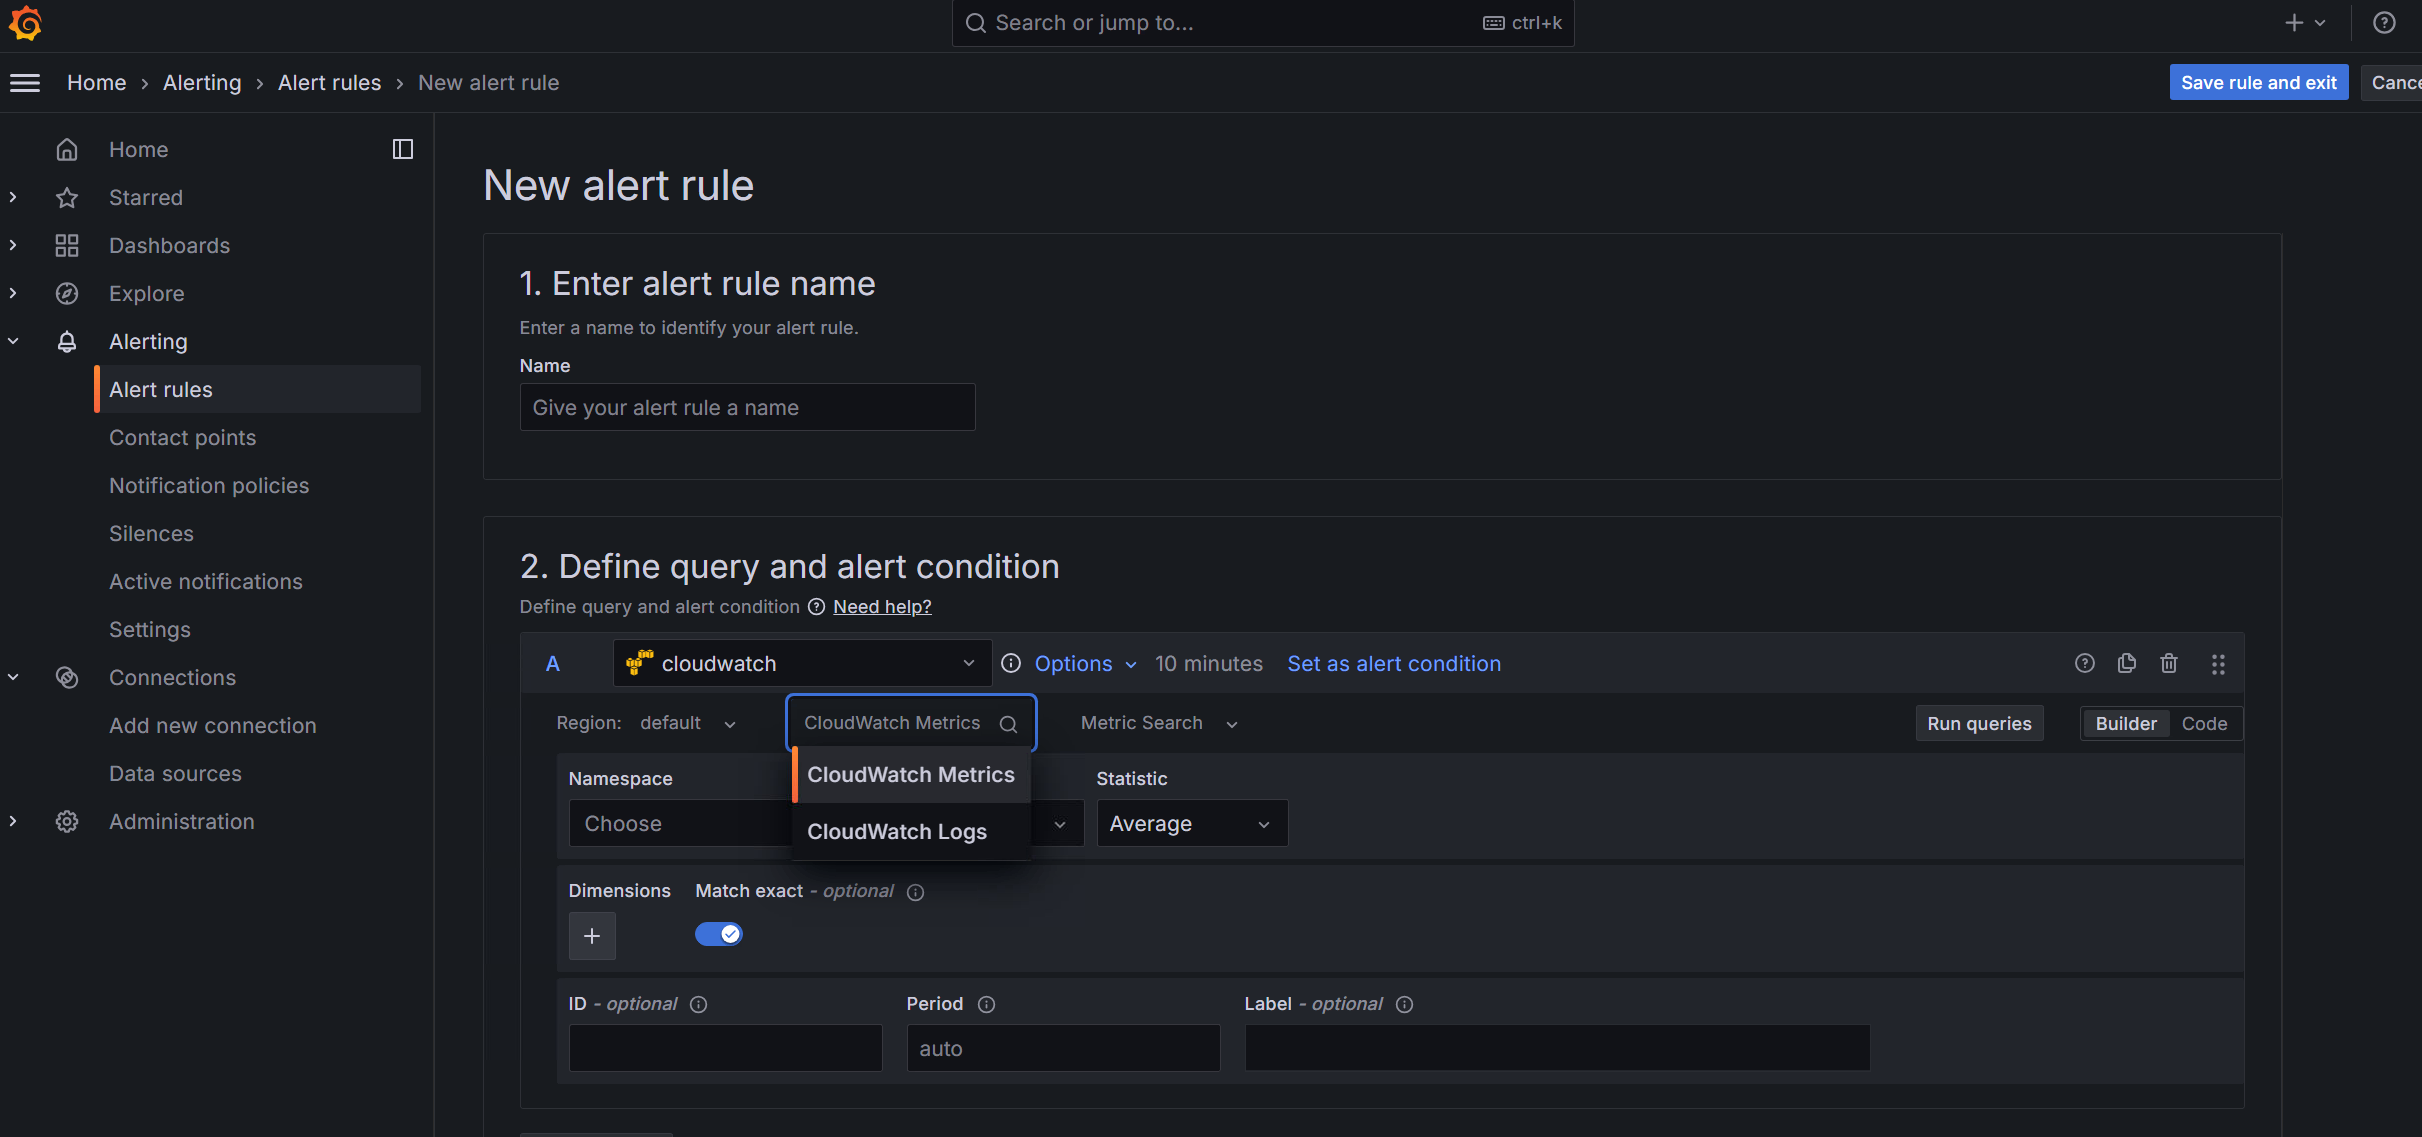 Search or jump to...
ctrl+k
Home
Alerting
Alert rules
New alert rule
Save rule and exit
Cance
Home
Starred
Dashboards
Explore
Alerting
Alert rules
Contact points
Notification policies
Silences
Active notifications
Settings
Connections
Add new connection
Data sources
Administration
New alert rule
1. Enter alert rule name
Enter a name to identify your alert rule.
Name
Give your alert rule a name
2. Define query and alert condition
Define query and alert condition
Need help?
A
cloudwatch
Options
10 minutes
Set as alert condition
Region:
default
CloudWatch Metrics
Metric Search
Run queries
Builder
Code
CloudWatch Metrics
CloudWatch Logs
Namespace
Choose
Statistic
Average
Dimensions
Match exact - optional
ID - optional
Period
auto
Label - optional